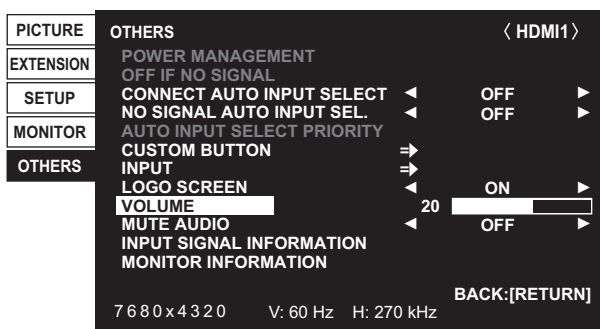 PICTURE
EXTENSION
SETUP
MONITOR
OTHERS
OTHERS 〈 HDMI1〉
POWER MANAGEMENT
OFF IF NO SIGNAL
CONNECT AUTO INPUT SELECT OFF
NO SIGNAL AUTO INPUT SEL. OFF
AUTO INPUT SELECT PRIORITY
CUSTOM BUTTON
INPUT
LOGO SCREEN ON
VOLUME 20
MUTE AUDIO OFF
INPUT SIGNAL INFORMATION
MONITOR INFORMATION
BACK:[RETURN]
7680x4320 V: 60 Hz H: 270 kHz